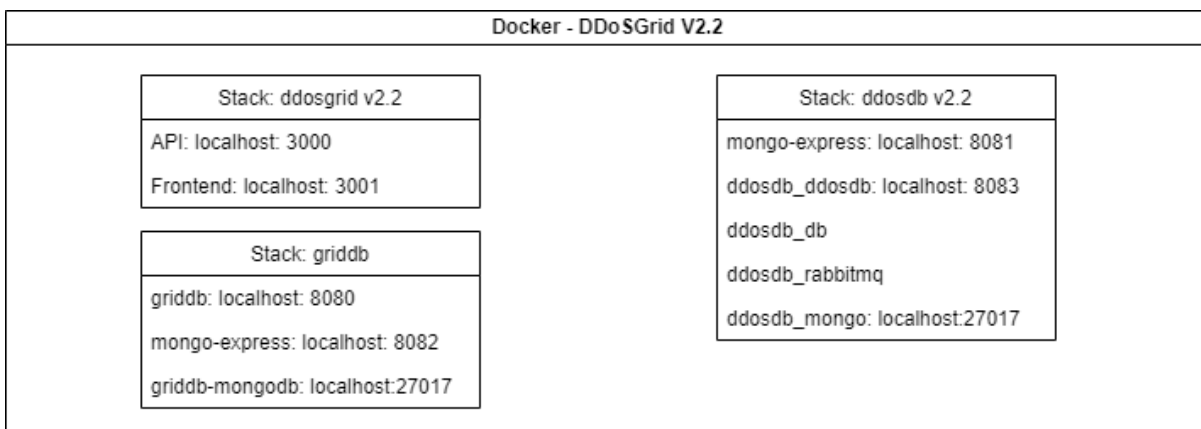 Docker - DDoSGrid V2.2
Stack: ddosgrid v2.2
API: localhost: 3000
Frontend: localhost: 3001
Stack: griddb
griddb: localhost: 8080
mongo-express: localhost: 8082
griddb-mongodb: localhost:27017
Stack: ddosdb v2.2
mongo-express: localhost: 8081
ddosdb_ddosdb: localhost: 8083
ddosdb_db
ddosdb_rabbitmq
ddosdb_mongo: localhost:27017